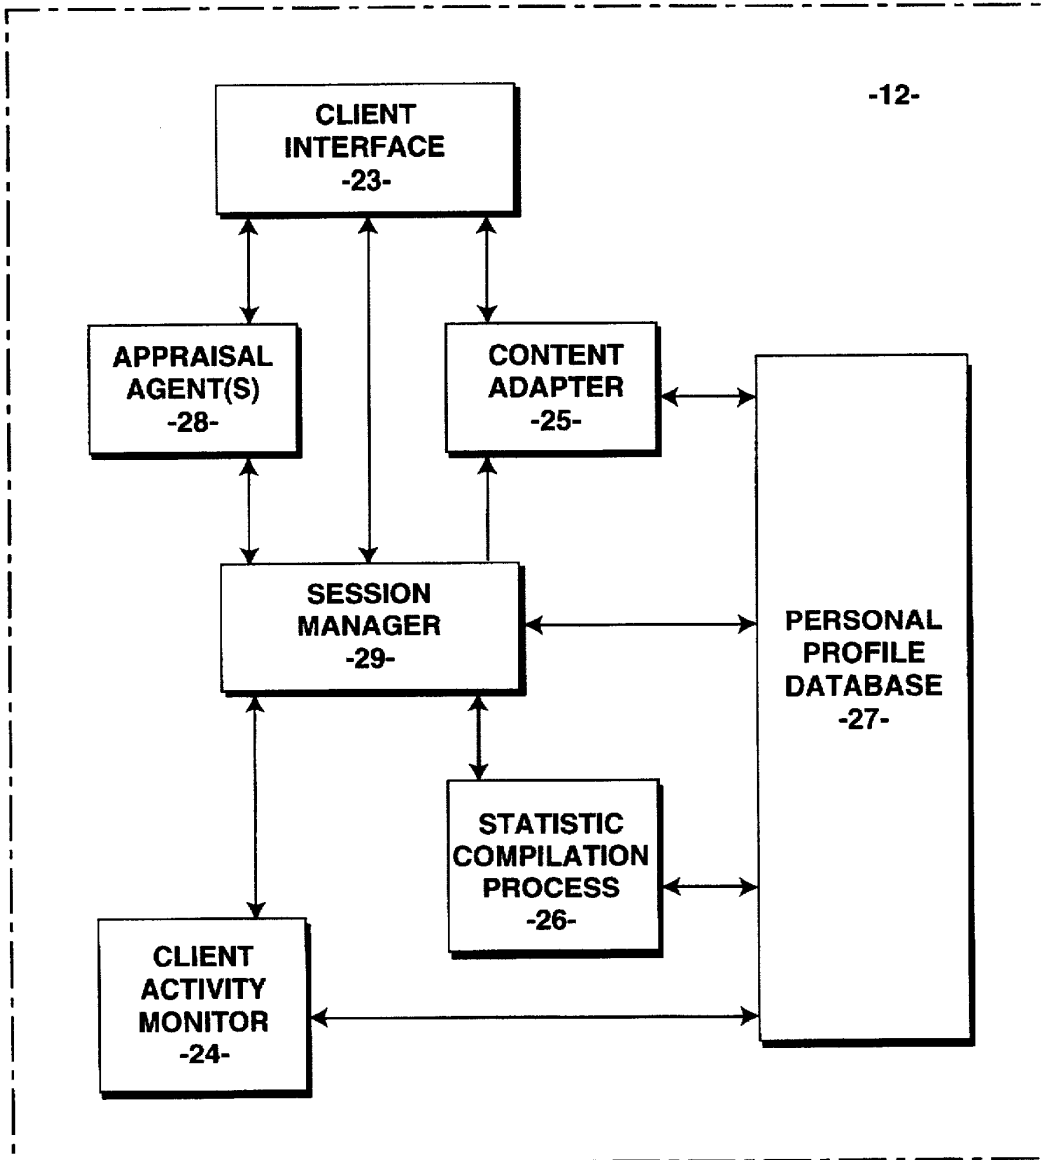 -12-
CLIENT
INTERFACE
-23-
APPRAISAL
AGENT(S)
-28-
CONTENT
ADAPTER
-25-
SESSION
MANAGER
-29-
PERSONAL
PROFILE
DATABASE
-27-
STATISTIC
COMPILATION
PROCESS
-26-
CLIENT
ACTIVITY
MONITOR
-24-